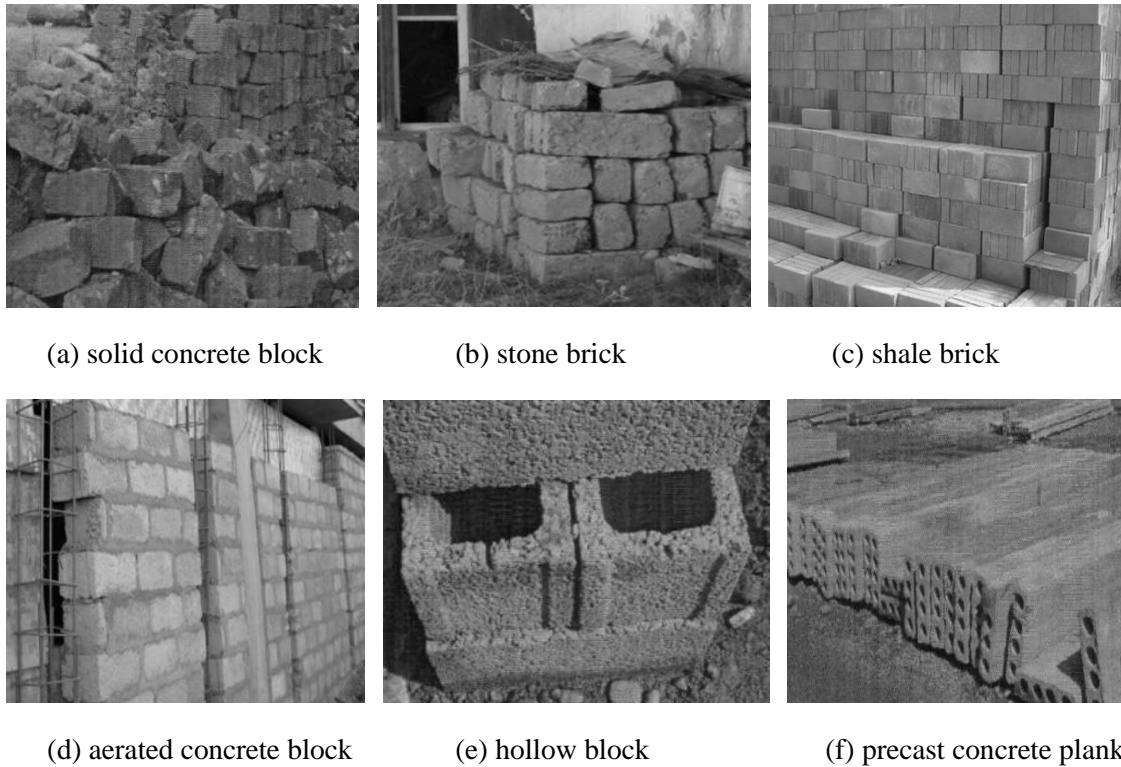 (a) solid concrete block
(b) stone brick
(c) shale brick
(d) aerated concrete block
(e) hollow block
(f) precast concrete plank